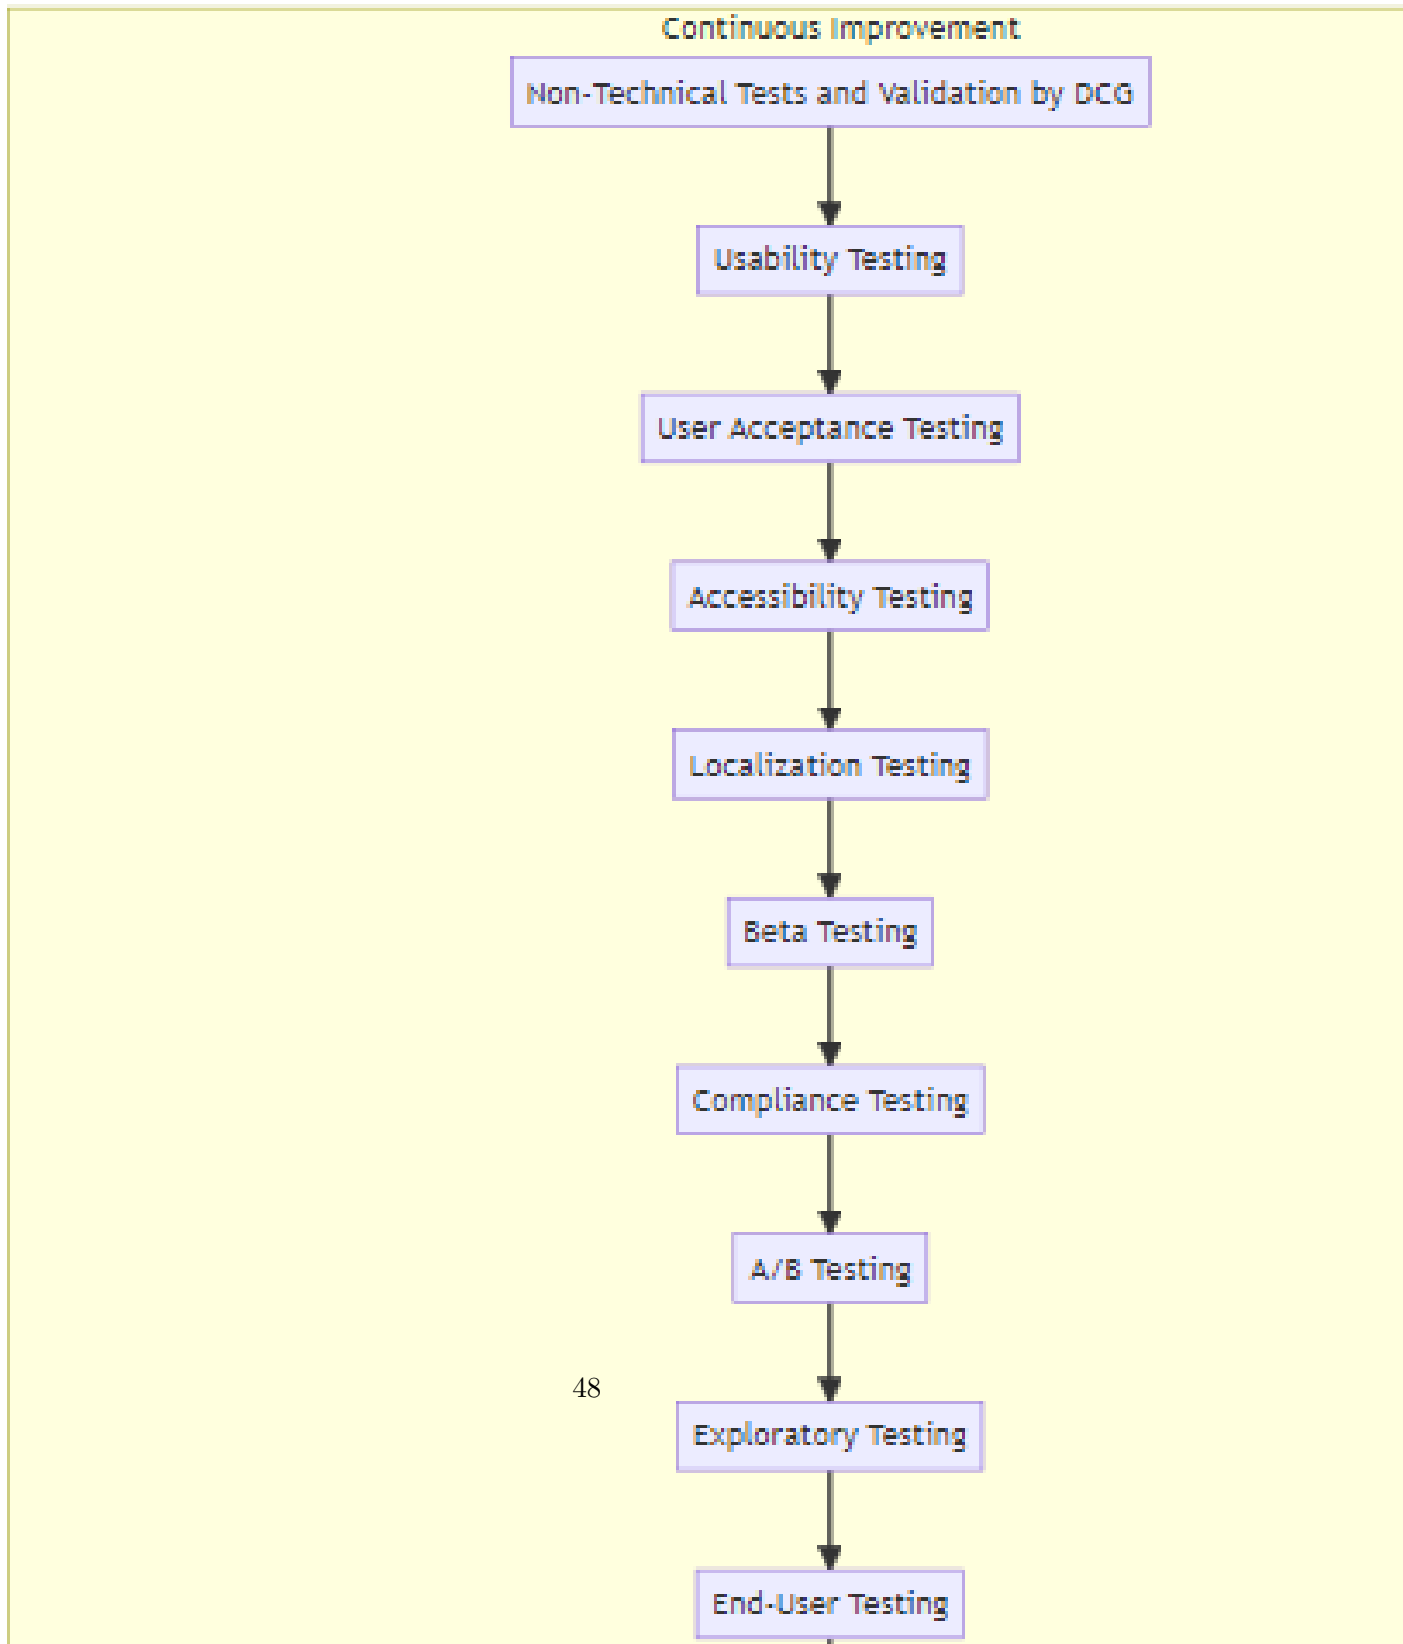 Continuous Improvement
Non-Technical Tests and Validation by DCG
Usability Testing
User Acceptance Testing
Accessibility Testing
Localization Testing
Beta Testing
Compliance Testing
A/B Testing
48
Exploratory Testing
End-User Testing